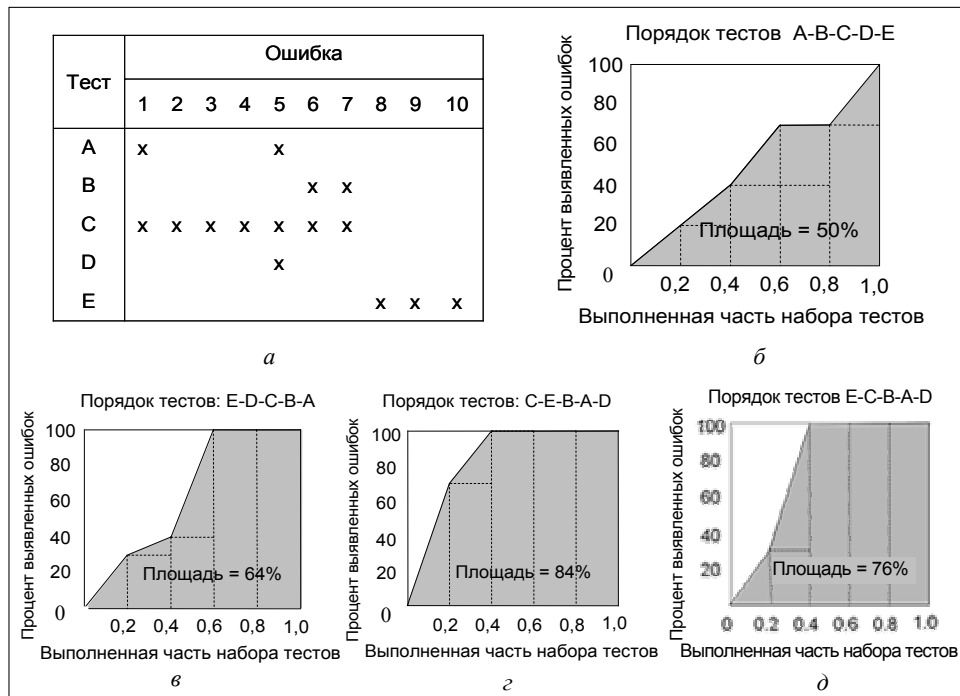 Ошибка
Тест
1 2 3 4 5 6 7 8 9 10
A x x
B x x
C x x x x x x x
D x
E x x x
а
Порядок тестов A-B-C-D-E
Процент выявленных ошибок
100
80
60
40
20
0
Площадь = 50%
0,2 0,4 0,6 0,8 1,0
Выполненная часть набора тестов
б
Порядок тестов: E-D-C-B-A
Процент выявленных ошибок
100
80
60
40
20
0
Площадь = 64%
0,2 0,4 0,6 0,8 1,0
Выполненная часть набора тестов
в
Порядок тестов: C-E-B-A-D
Процент выявленных ошибок
100
80
60
40
20
0
Площадь = 84%
0,2 0,4 0,6 0,8 1,0
Выполненная часть набора тестов
г
Порядок тестов E-C-B-A-D
Процент выявленных ошибок
100
80
60
40
20
0
Площадь = 76%
0 0.2 0.4 0.6 0.8 1.0
Выполненная часть набора тестов
д